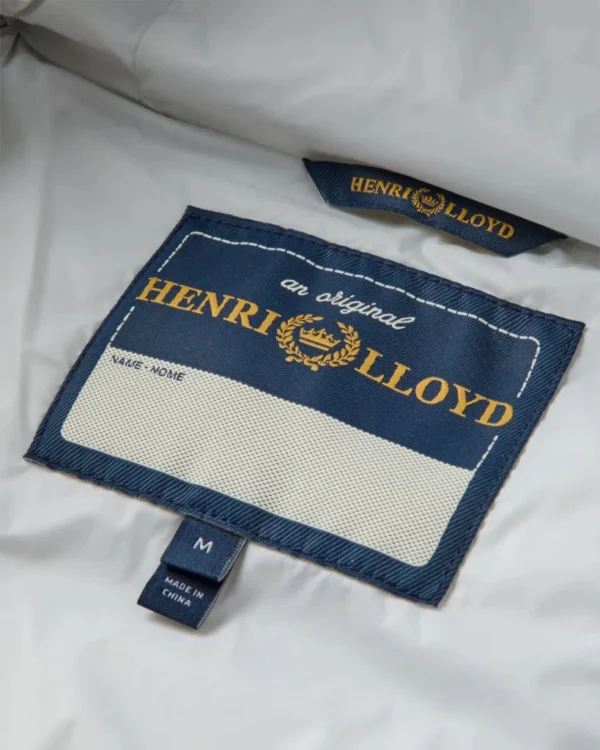 HENRI LLOYD
an original
HENRI LLOYD
NAME - NOME
M
MADE IN
CHINA